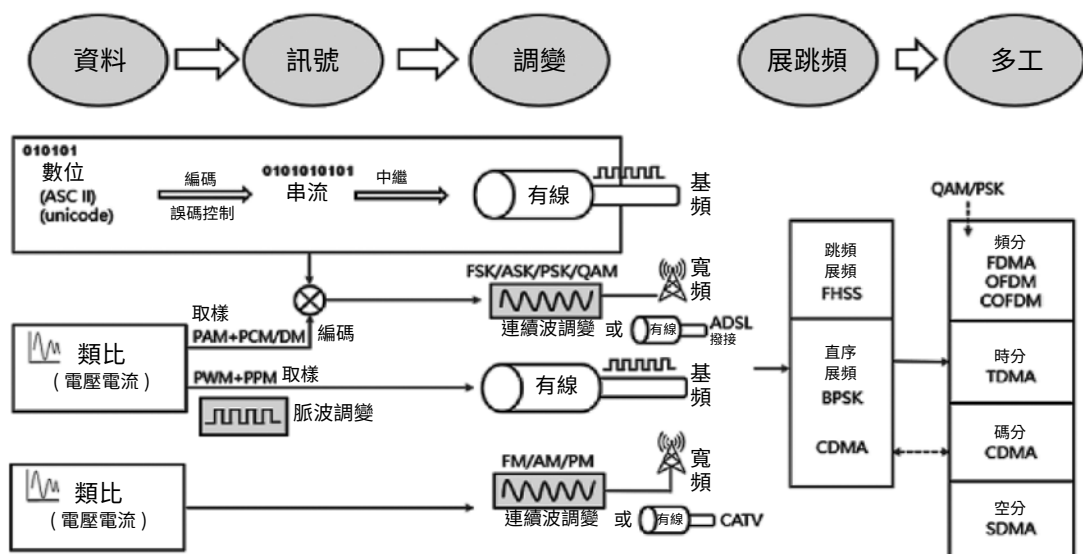 資料
訊號
調變
展跳頻
多工
010101
數位
(ASC II)
(unicode)
編碼
誤碼控制
0101010101
串流
中繼
有線
基
頻
QAM/PSK
FSK/ASK/PSK/QAM
寬
頻
連續波調變 或 有線 ADSL
撥接
取樣
PAM+PCM/DM
編碼
類比
(電壓電流)
PWM+PPM 取樣
脈波調變
有線
基
頻
類比
(電壓電流)
FM/AM/PM
寬
頻
連續波調變 或 有線 CATV
跳頻
展頻
FHSS
直序
展頻
BPSK
CDMA
頻分
FDMA
OFDM
COFDM
時分
TDMA
碼分
CDMA
空分
SDMA